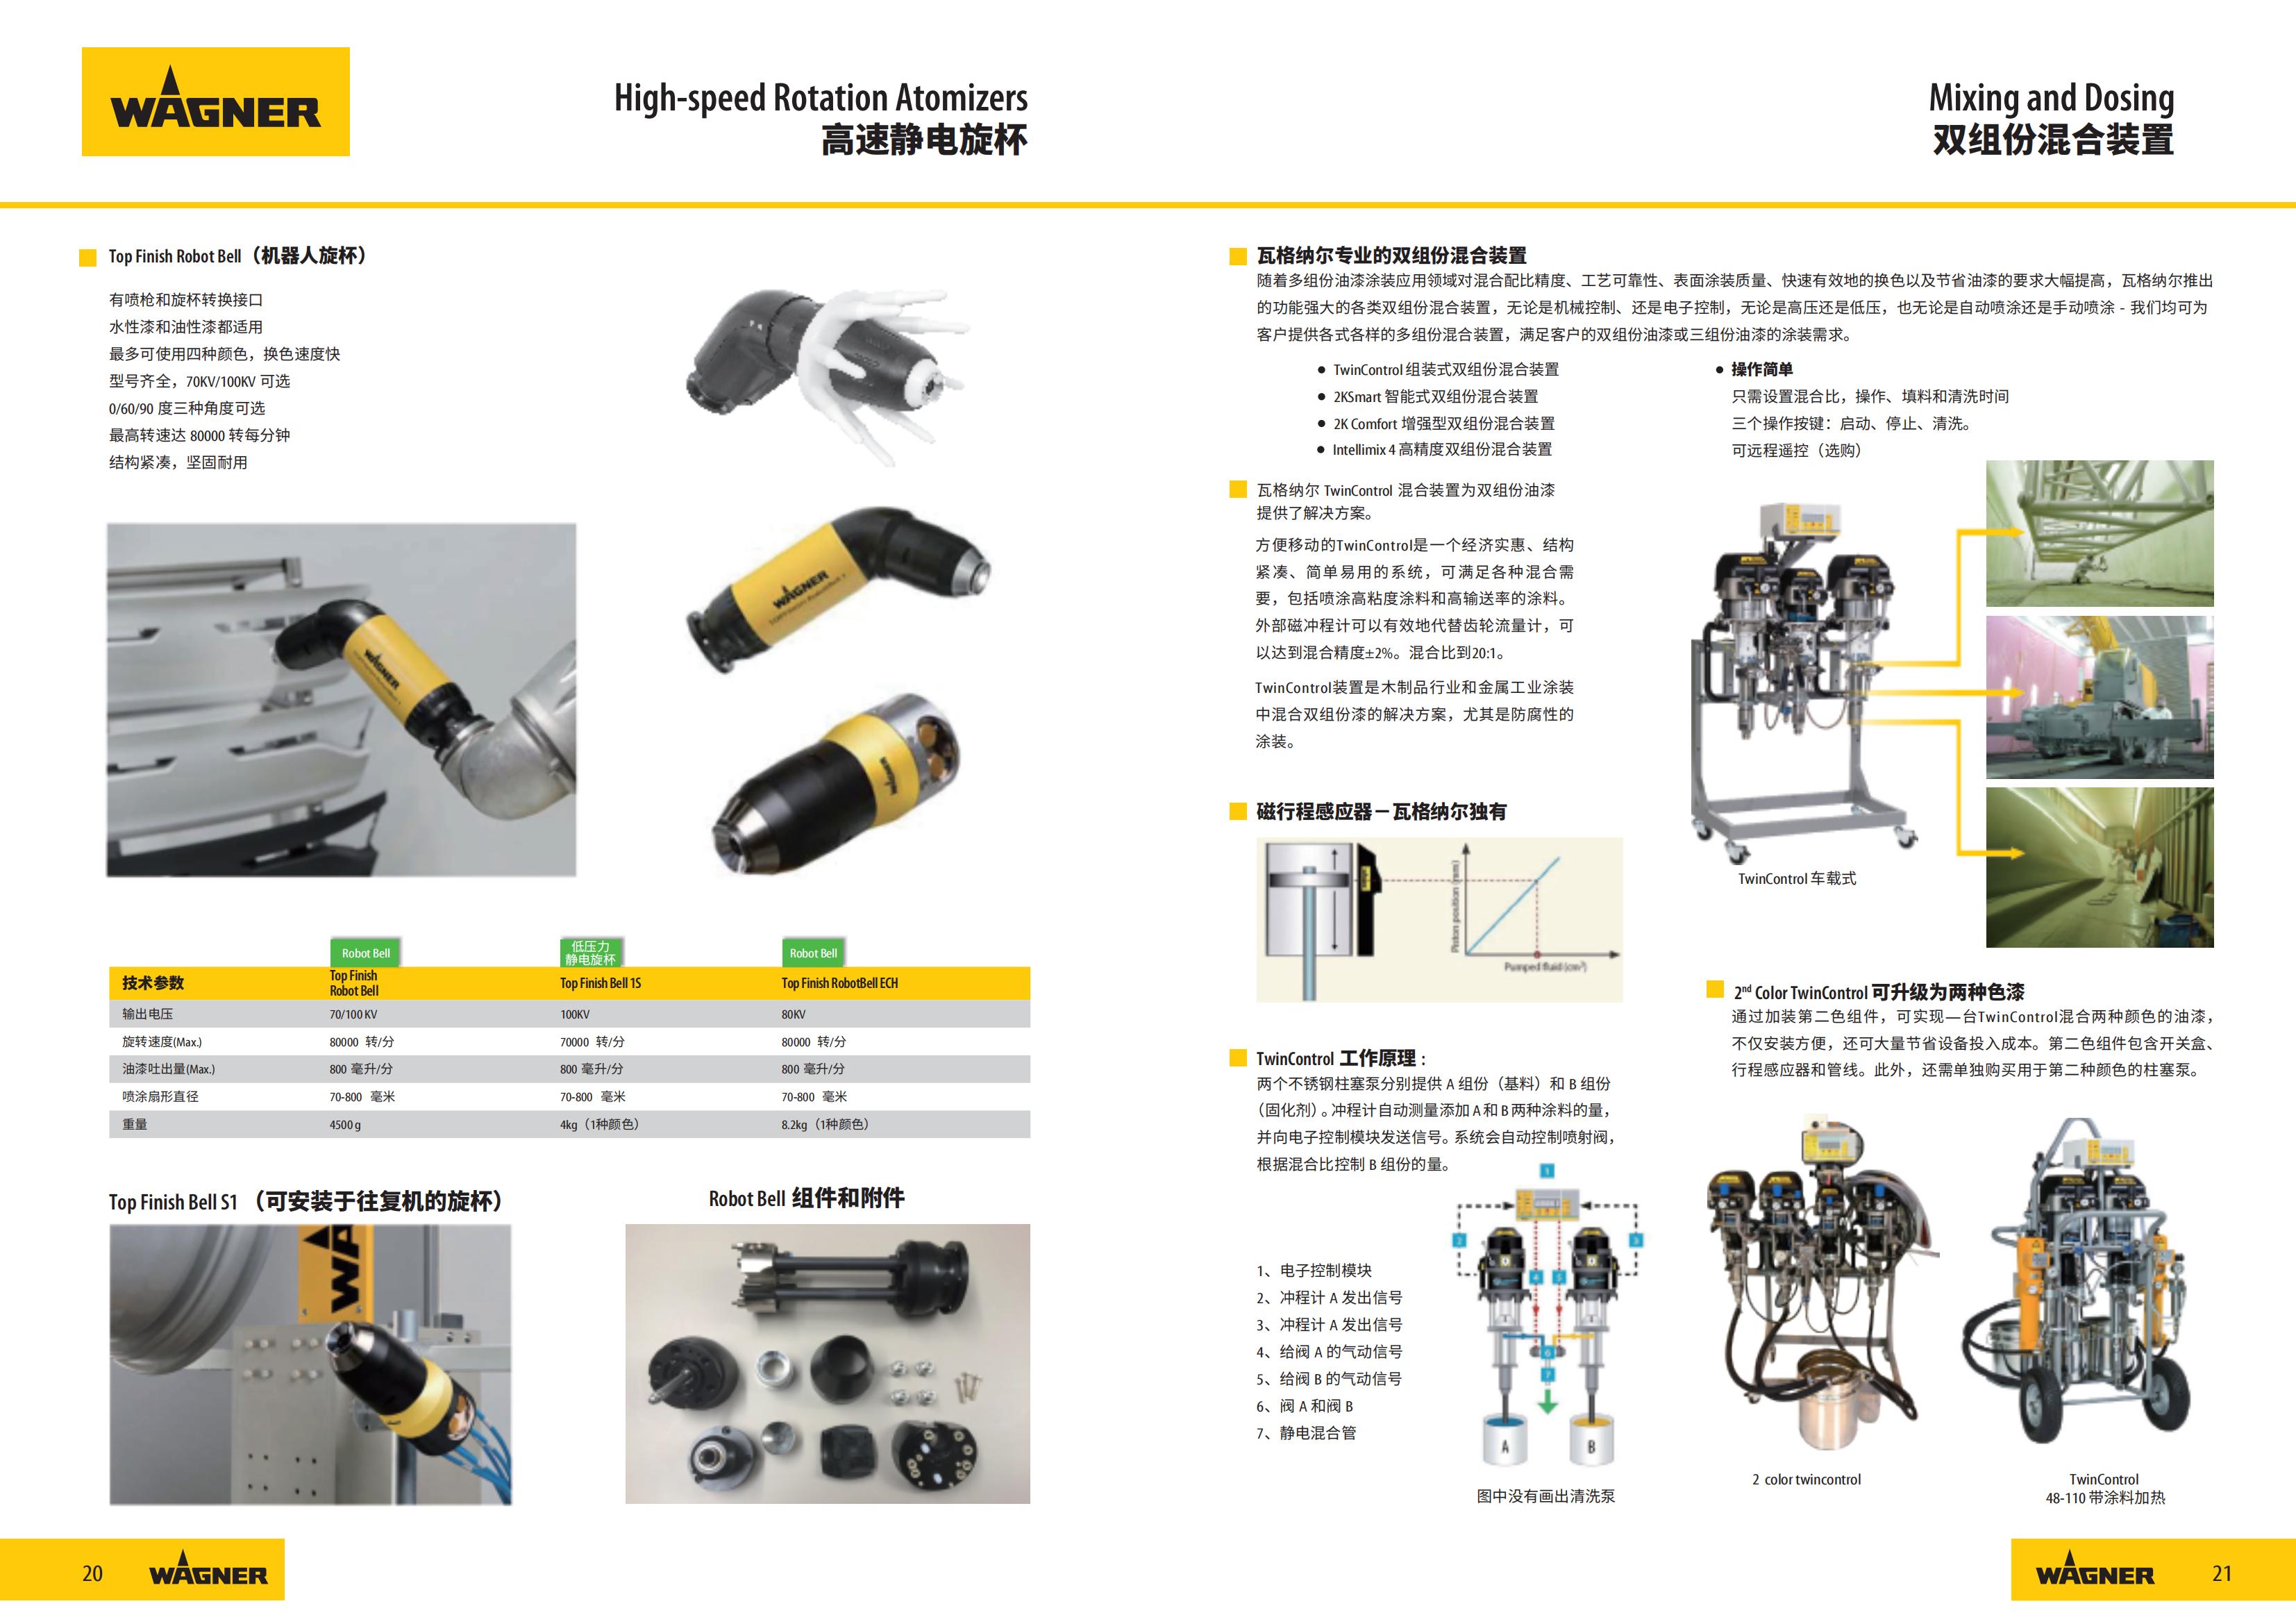 WAGNER
High-speed Rotation Atomizers
高速静电旋杯
Top Finish Robot Bell（机器人旋杯）
有喷枪和旋杯转换接口
水性漆和油性漆都适用
最多可使用四种颜色，换色速度快
型号齐全，70KV/100KV 可选
0/60/90 度三种角度可选
最高转速达 80000 转每分钟
结构紧凑，坚固耐用
WAGNER
WAGNER
WAGNER
Robot Bell
低压力
静电旋杯
Robot Bell
技术参数
Top Finish
Robot Bell
Top Finish Bell 1S
Top Finish RobotBell ECH
输出电压 70/100 KV 100KV 80KV
旋转速度(Max.) 80000 转/分 70000 转/分 80000 转/分
油漆吐出量(Max.) 800 毫升/分 800 毫升/分 800 毫升/分
喷涂扇形直径 70-800 毫米 70-800 毫米 70-800 毫米
重量 4500 g 4kg（1种颜色） 8.2kg（1种颜色）
Top Finish Bell S1 （可安装于往复机的旋杯）
Robot Bell 组件和附件
WA
20
WAGNER
Mixing and Dosing
双组份混合装置
瓦格纳尔专业的双组份混合装置
随着多组份油漆涂装应用领域对混合配比精度、工艺可靠性、表面涂装质量、快速有效地的换色以及节省油漆的要求大幅提高，瓦格纳尔推出
的功能强大的各类双组份混合装置，无论是机械控制、还是电子控制，无论是高压还是低压，也无论是自动喷涂还是手动喷涂 - 我们均可为
客户提供各式各样的多组份混合装置，满足客户的双组份油漆或三组份油漆的涂装需求。
● TwinControl 组装式双组份混合装置
● 2KSmart 智能式双组份混合装置
● 2K Comfort 增强型双组份混合装置
● Intellimix 4 高精度双组份混合装置
● 操作简单
只需设置混合比，操作、填料和清洗时间
三个操作按键：启动、停止、清洗。
可远程遥控（选购）
瓦格纳尔 TwinControl 混合装置为双组份油漆
提供了解决方案。
方便移动的TwinControl是一个经济实惠、结构
紧凑、简单易用的系统，可满足各种混合需
要，包括喷涂高粘度涂料和高输送率的涂料。
外部磁冲程计可以有效地代替齿轮流量计，可
以达到混合精度±2%。混合比到20:1。
TwinControl装置是木制品行业和金属工业涂装
中混合双组份漆的解决方案，尤其是防腐性的
涂装。
TwinControl 车载式
磁行程感应器－瓦格纳尔独有
Piston position (mm)
Pumped fluid (cm³)
TwinControl 工作原理 :
两个不锈钢柱塞泵分别提供 A 组份（基料）和 B 组份
（固化剂）。冲程计自动测量添加 A 和 B 两种涂料的量，
并向电子控制模块发送信号。系统会自动控制喷射阀，
根据混合比控制 B 组份的量。
1、电子控制模块
2、冲程计 A 发出信号
3、冲程计 A 发出信号
4、给阀 A 的气动信号
5、给阀 B 的气动信号
6、阀 A 和阀 B
7、静电混合管
1
2
3
4
5
6
7
A
B
图中没有画出清洗泵
2nd Color TwinControl 可升级为两种色漆
通过加装第二色组件，可实现—台TwinControl混合两种颜色的油漆，
不仅安装方便，还可大量节省设备投入成本。第二色组件包含开关盒、
行程感应器和管线。此外，还需单独购买用于第二种颜色的柱塞泵。
2 color twincontrol
TwinControl
48-110 带涂料加热
WAGNER
21